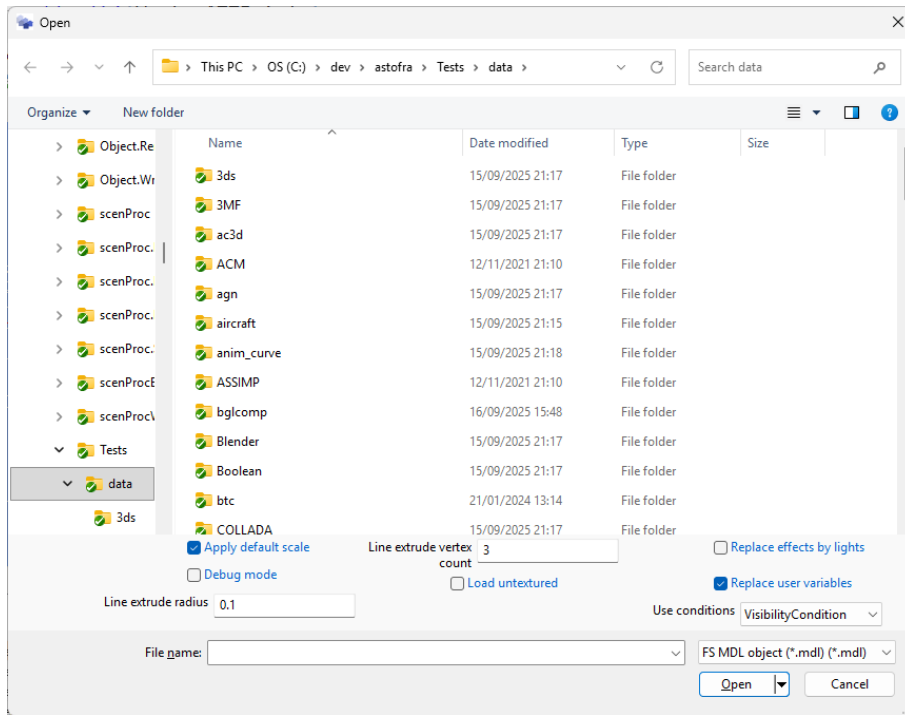 Open
This PC > OS (C:) > dev > astofra > Tests > data >
Search data
Organize
New folder
Object.Re
Object.Wr
scenProc
scenProc.
scenProc.
scenProc.
scenProc.
scenProcE
scenProcV
Tests
data
3ds
Name Date modified Type Size
3ds 15/09/2025 21:17 File folder
3MF 15/09/2025 21:17 File folder
ac3d 15/09/2025 21:17 File folder
ACM 12/11/2021 21:10 File folder
agn 15/09/2025 21:17 File folder
aircraft 15/09/2025 21:15 File folder
anim_curve 15/09/2025 21:18 File folder
ASSIMP 12/11/2021 21:10 File folder
bglcomp 16/09/2025 15:48 File folder
Blender 15/09/2025 21:17 File folder
Boolean 15/09/2025 21:17 File folder
btc 21/01/2024 13:14 File folder
COLLADA 15/09/2025 21:17 File folder
Apply default scale
Debug mode
Line extrude radius 0.1
Line extrude vertex
count
3
Load untextured
Replace effects by lights
Replace user variables
Use conditions VisibilityCondition
File name:
FS MDL object (*.mdl) (*.mdl)
Open
Cancel